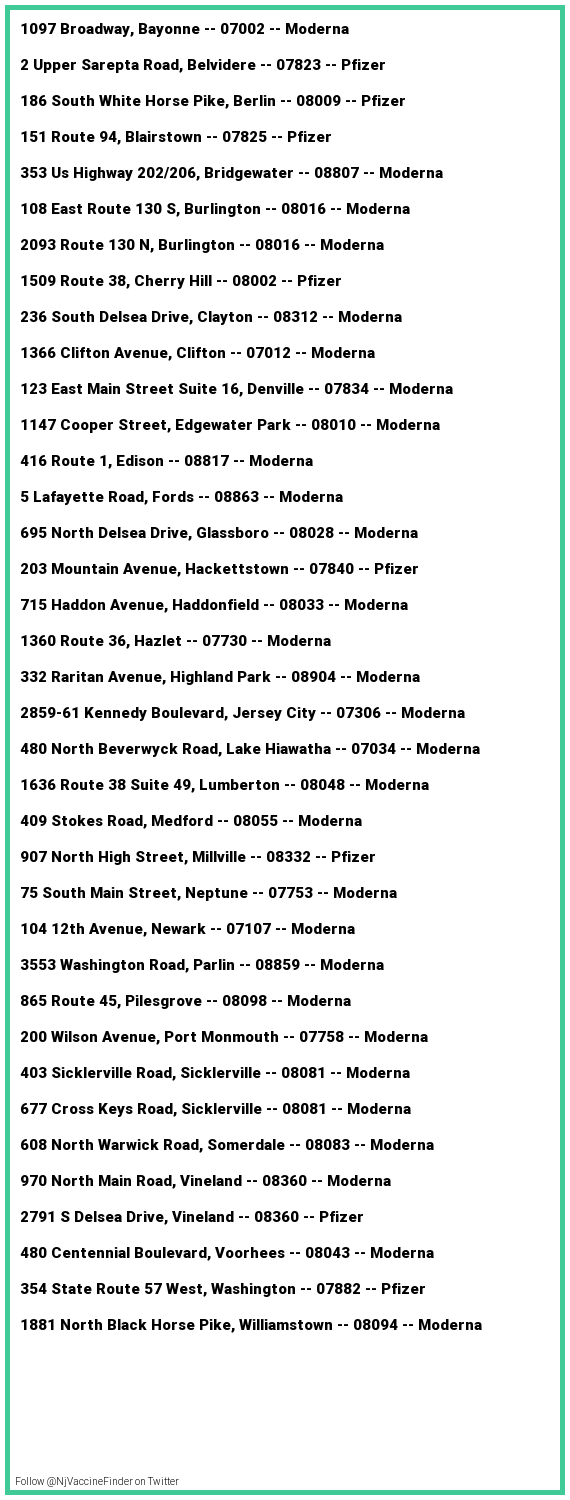 1097 Broadway, Bayonne -- 07002 -- Moderna
2 Upper Sarepta Road, Belvidere -- 07823 -- Pfizer
186 South White Horse Pike, Berlin -- 08009 -- Pfizer
151 Route 94, Blairstown -- 07825 -- Pfizer
353 Us Highway 202/206, Bridgewater -- 08807 -- Moderna
108 East Route 130 S, Burlington -- 08016 -- Moderna
2093 Route 130 N, Burlington -- 08016 -- Moderna
1509 Route 38, Cherry Hill -- 08002 -- Pfizer
236 South Delsea Drive, Clayton -- 08312 -- Moderna
1366 Clifton Avenue, Clifton -- 07012 -- Moderna
123 East Main Street Suite 16, Denville -- 07834 -- Moderna
1147 Cooper Street, Edgewater Park -- 08010 -- Moderna
416 Route 1, Edison -- 08817 -- Moderna
5 Lafayette Road, Fords -- 08863 -- Moderna
695 North Delsea Drive, Glassboro -- 08028 -- Moderna
203 Mountain Avenue, Hackettstown -- 07840 -- Pfizer
715 Haddon Avenue, Haddonfield -- 08033 -- Moderna
1360 Route 36, Hazlet -- 07730 -- Moderna
332 Raritan Avenue, Highland Park -- 08904 -- Moderna
2859-61 Kennedy Boulevard, Jersey City -- 07306 -- Moderna
480 North Beverwyck Road, Lake Hiawatha -- 07034 -- Moderna
1636 Route 38 Suite 49, Lumberton -- 08048 -- Moderna
409 Stokes Road, Medford -- 08055 -- Moderna
907 North High Street, Millville -- 08332 -- Pfizer
75 South Main Street, Neptune -- 07753 -- Moderna
104 12th Avenue, Newark -- 07107 -- Moderna
3553 Washington Road, Parlin -- 08859 -- Moderna
865 Route 45, Pilesgrove -- 08098 -- Moderna
200 Wilson Avenue, Port Monmouth -- 07758 -- Moderna
403 Sicklerville Road, Sicklerville -- 08081 -- Moderna
677 Cross Keys Road, Sicklerville -- 08081 -- Moderna
608 North Warwick Road, Somerdale -- 08083 -- Moderna
970 North Main Road, Vineland -- 08360 -- Moderna
2791 S Delsea Drive, Vineland -- 08360 -- Pfizer
480 Centennial Boulevard, Voorhees -- 08043 -- Moderna
354 State Route 57 West, Washington -- 07882 -- Pfizer
1881 North Black Horse Pike, Williamstown -- 08094 -- Moderna
Follow @NjVaccineFinder on Twitter